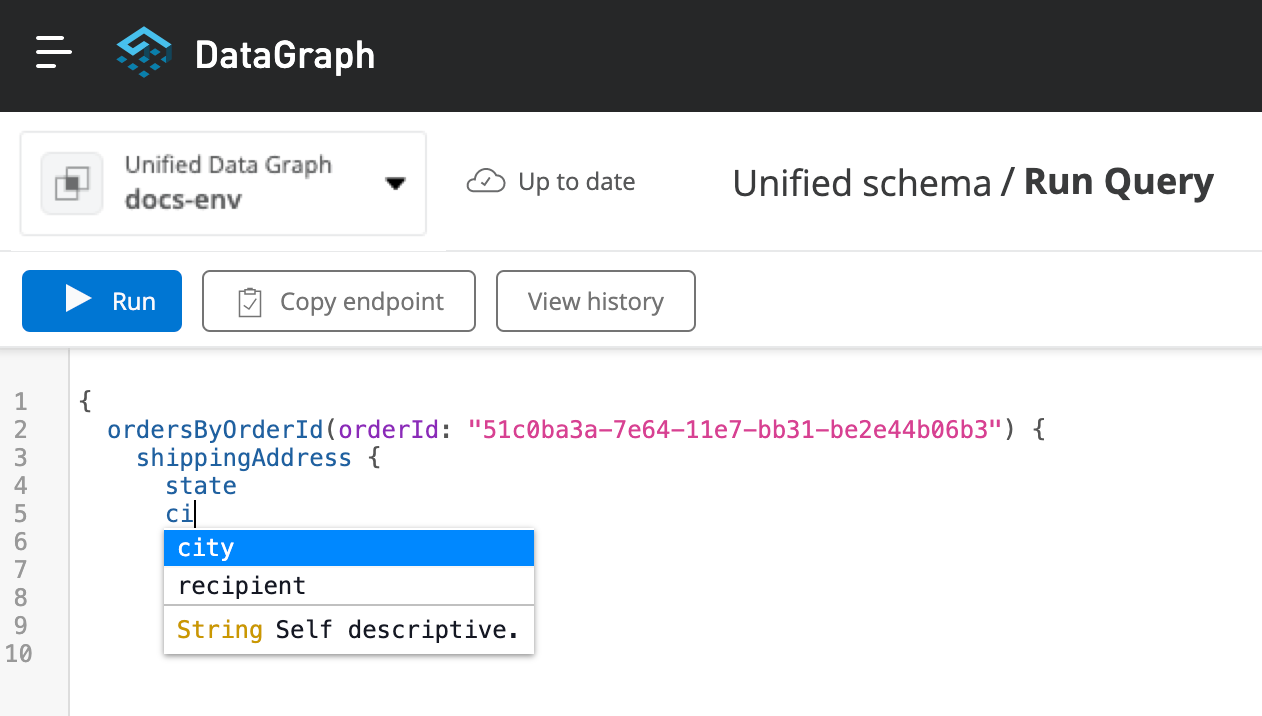 DataGraph
Unified Data Graph
docs-env
Up to date
Unified schema / Run Query
Run
Copy endpoint
View history
1 {
2 ordersByOrderId(orderId: "51c0ba3a-7e64-11e7-bb31-be2e44b06b3") {
3 shippingAddress {
4 state
5 ci
6 city
7 recipient
8
9 String Self descriptive.
10